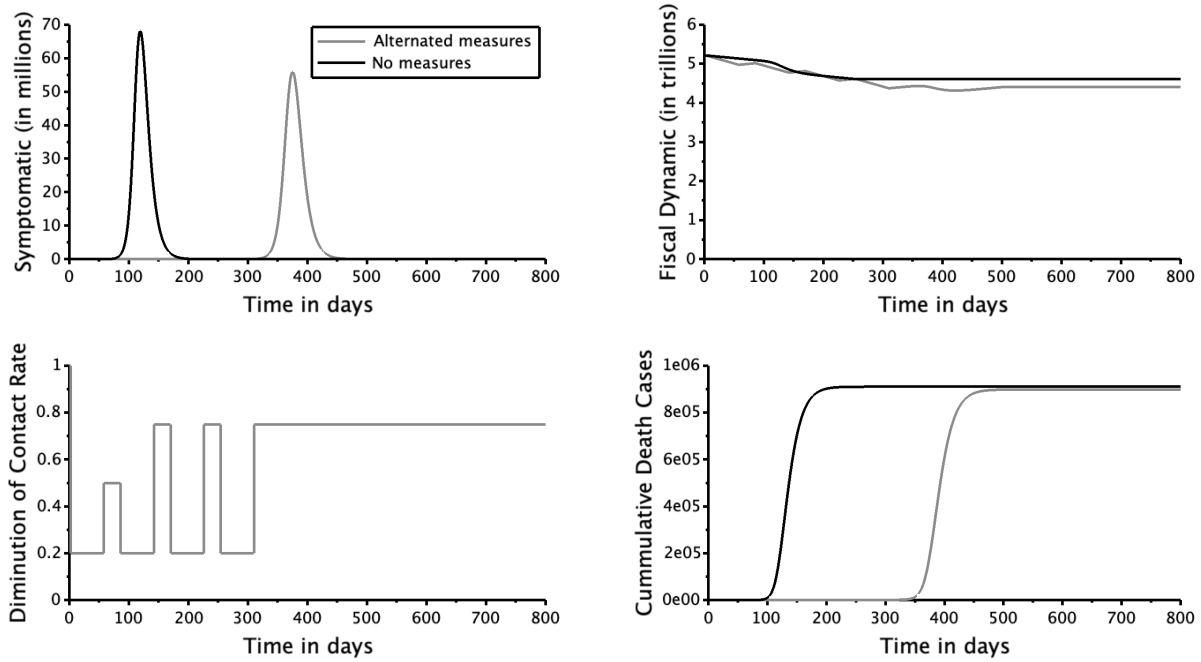 Symptomatic (in millions)
70
60
50
40
30
20
10
0
0 100 200 300 400 500 600 700 800
Time in days
Alternated measures
No measures
Fiscal Dynamic (in trillions)
6
5
4
3
2
1
0
0 100 200 300 400 500 600 700 800
Time in days
Diminution of Contact Rate
1
0.8
0.6
0.4
0.2
0
0 100 200 300 400 500 600 700 800
Time in days
Cummulative Death Cases
1e06
8e05
6e05
4e05
2e05
0e00
0 100 200 300 400 500 600 700 800
Time in days